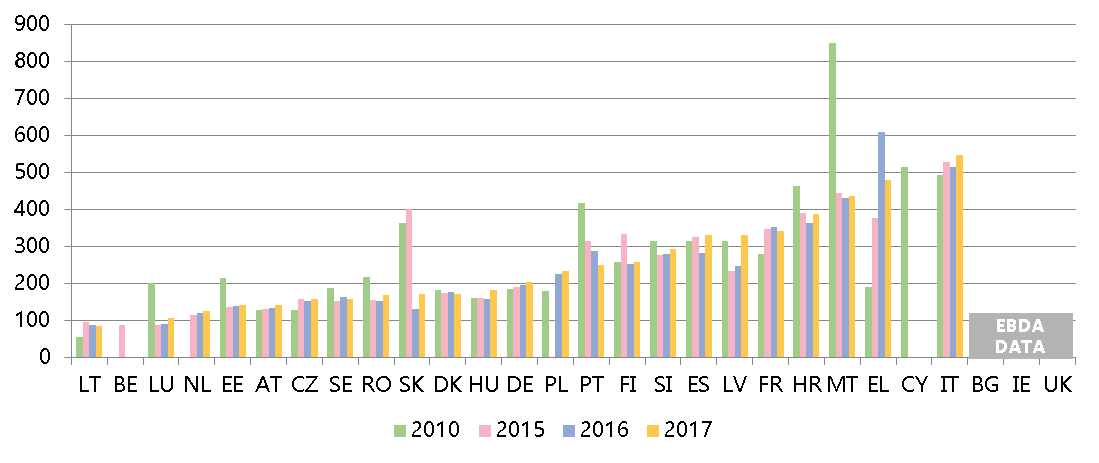 900
800
700
600
500
400
300
200
100
0
EBDA
DATA
LT BE LU NL EE AT CZ SE RO SK DK HU DE PL PT FI SI ES LV FR HR MT EL CY IT BG IE UK
2010 2015 2016 2017